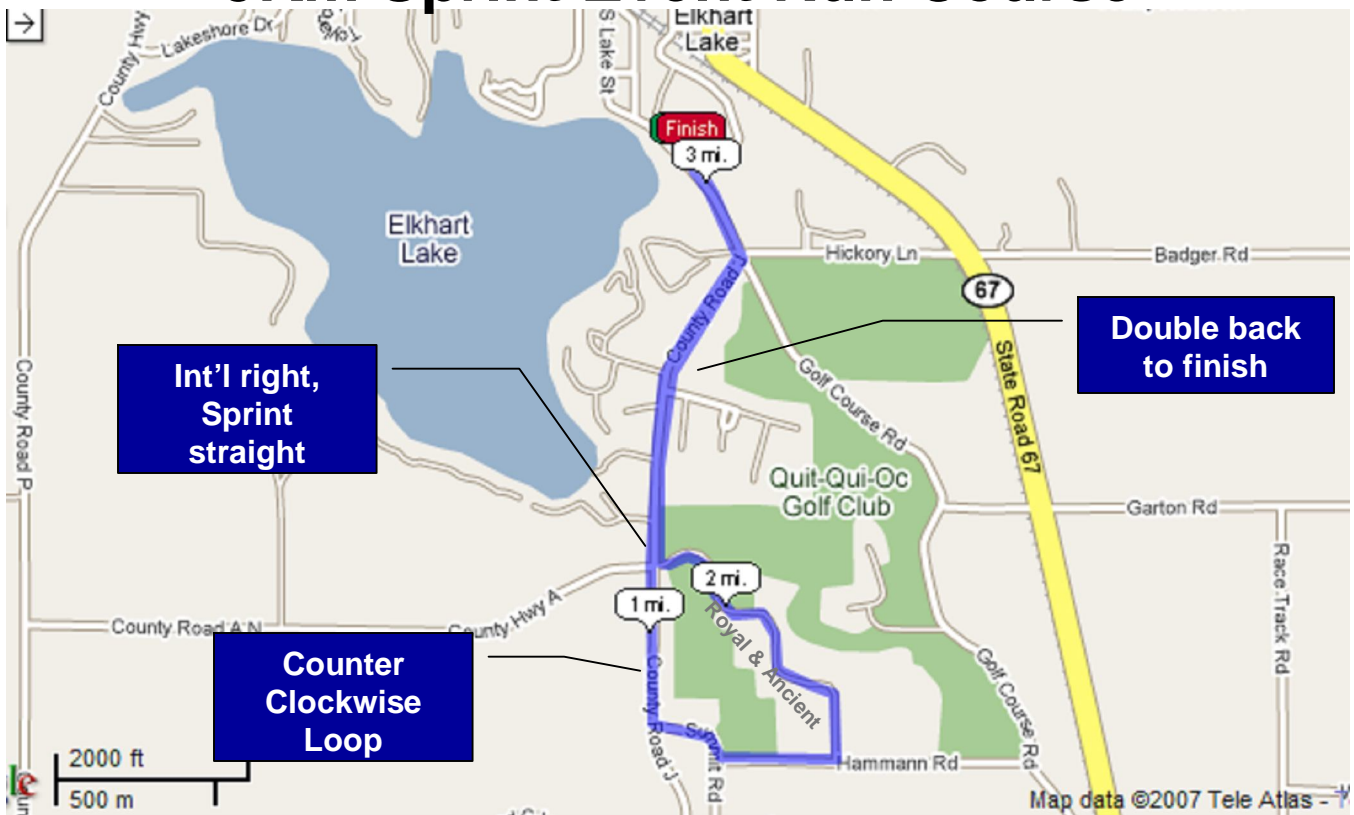 Elkhart
Lake
Lakeshore Dr
County Hwy
S Lake St
Finish
3 mi.
Elkhart
Lake
Hickory Ln
Badger Rd
67
County Road J
Double back
to finish
Int'l right,
Sprint
straight
State Road 67
Golf Course Rd
County Road P
Quit-Qui-Oc
Golf Club
Garton Rd
Race Track Rd
2 mi.
1 mi.
County Hwy A
County Road A N
Royal & Ancient
Counter
Clockwise
Loop
County Road J
Summit Rd
Golf Course Rd
Hammann Rd
2000 ft
500 m
Map data ©2007 Tele Atlas -